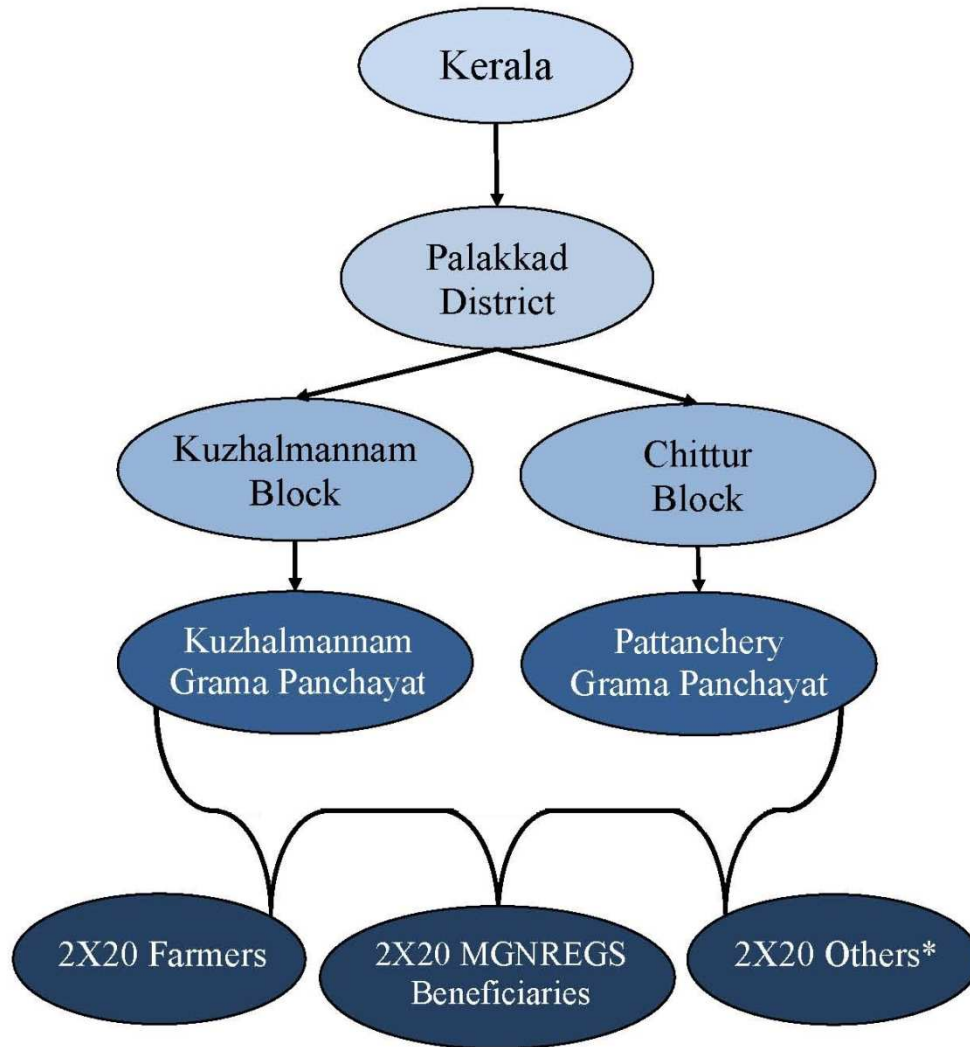 Kerala
Palakkad
District
Kuzhalmannam
Block
Chittur
Block
Kuzhalmannam
Grama Panchayat
Pattanchery
Grama Panchayat
2X20 Farmers
2X20 MGNREGS
Beneficiaries
2X20 Others*